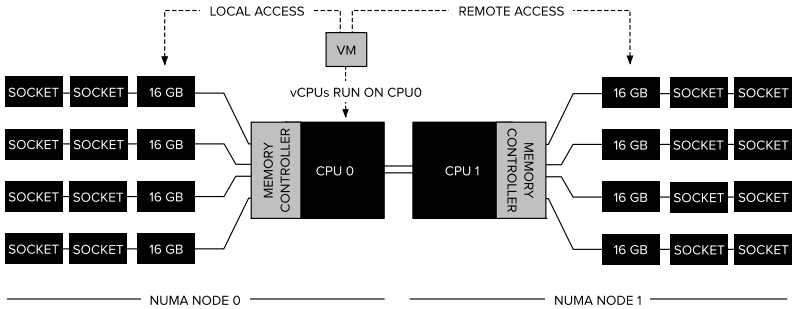 LOCAL ACCESS
REMOTE ACCESS
VM
vCPUs RUN ON CPU0
SOCKET SOCKET 16 GB
16 GB SOCKET SOCKET
SOCKET SOCKET 16 GB
16 GB SOCKET SOCKET
MEMORY
CONTROLLER
CPU 0
CPU 1
MEMORY
CONTROLLER
SOCKET SOCKET 16 GB
16 GB SOCKET SOCKET
SOCKET SOCKET 16 GB
16 GB SOCKET SOCKET
NUMA NODE 0
NUMA NODE 1